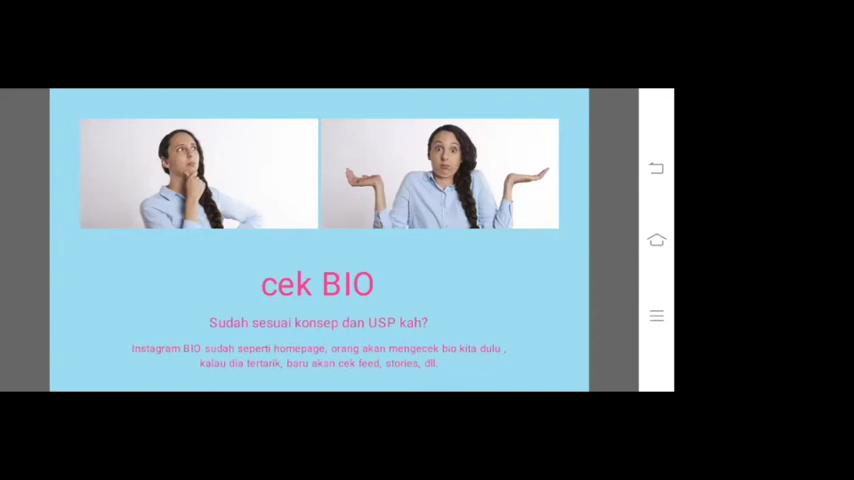 cek BIO
Sudah sesuai konsep dan USP kah?
Instagram BIO sudah seperti homepage, orang akan mengecek bio kita dulu ,
kalau dia tertarik, baru akan cek feed, stories, dll.